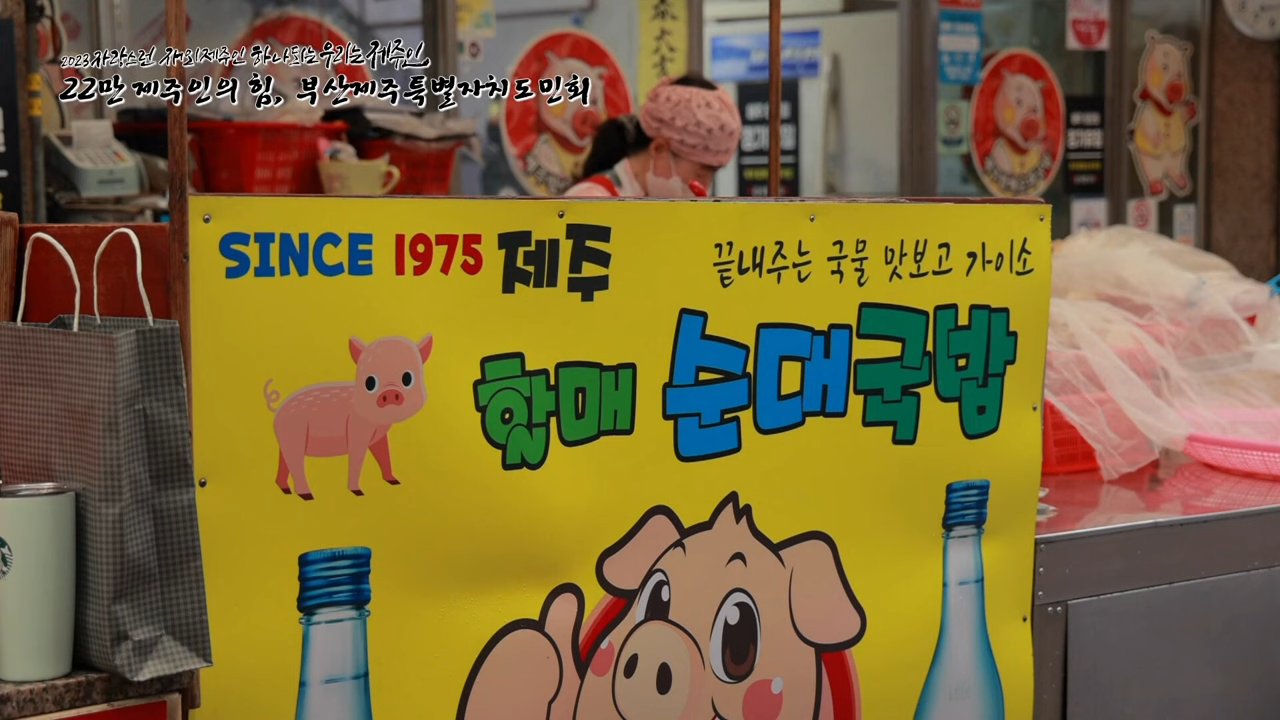 2023 자랑스런 재외제주인 하나되는 우리는 제주인
22만 제주인의 힘, 부산제주특별자치도민회
SINCE 1975 제주
끝내주는 국물 맛보고 가이소
할매 순대국밥